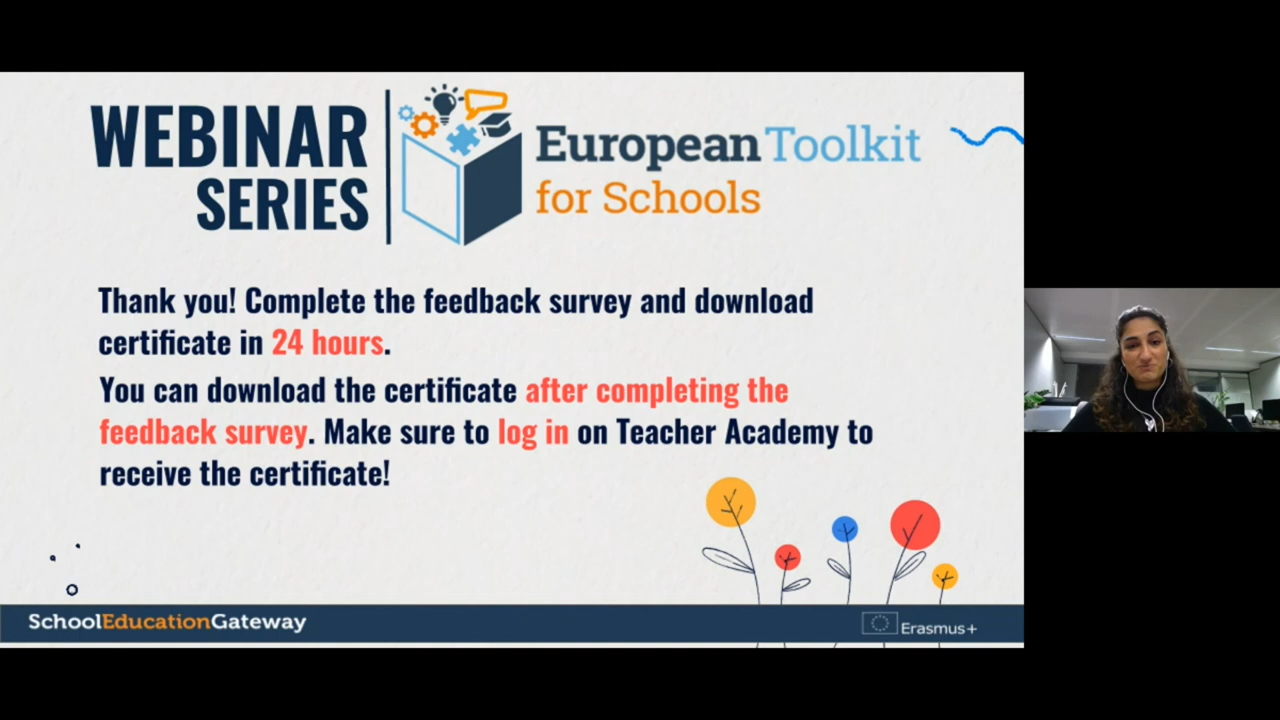 WEBINAR
SERIES
European Toolkit
for Schools
Thank you! Complete the feedback survey and download
certificate in 24 hours.
You can download the certificate after completing the
feedback survey. Make sure to log in on Teacher Academy to
receive the certificate!
SchoolEducationGateway
Erasmus+